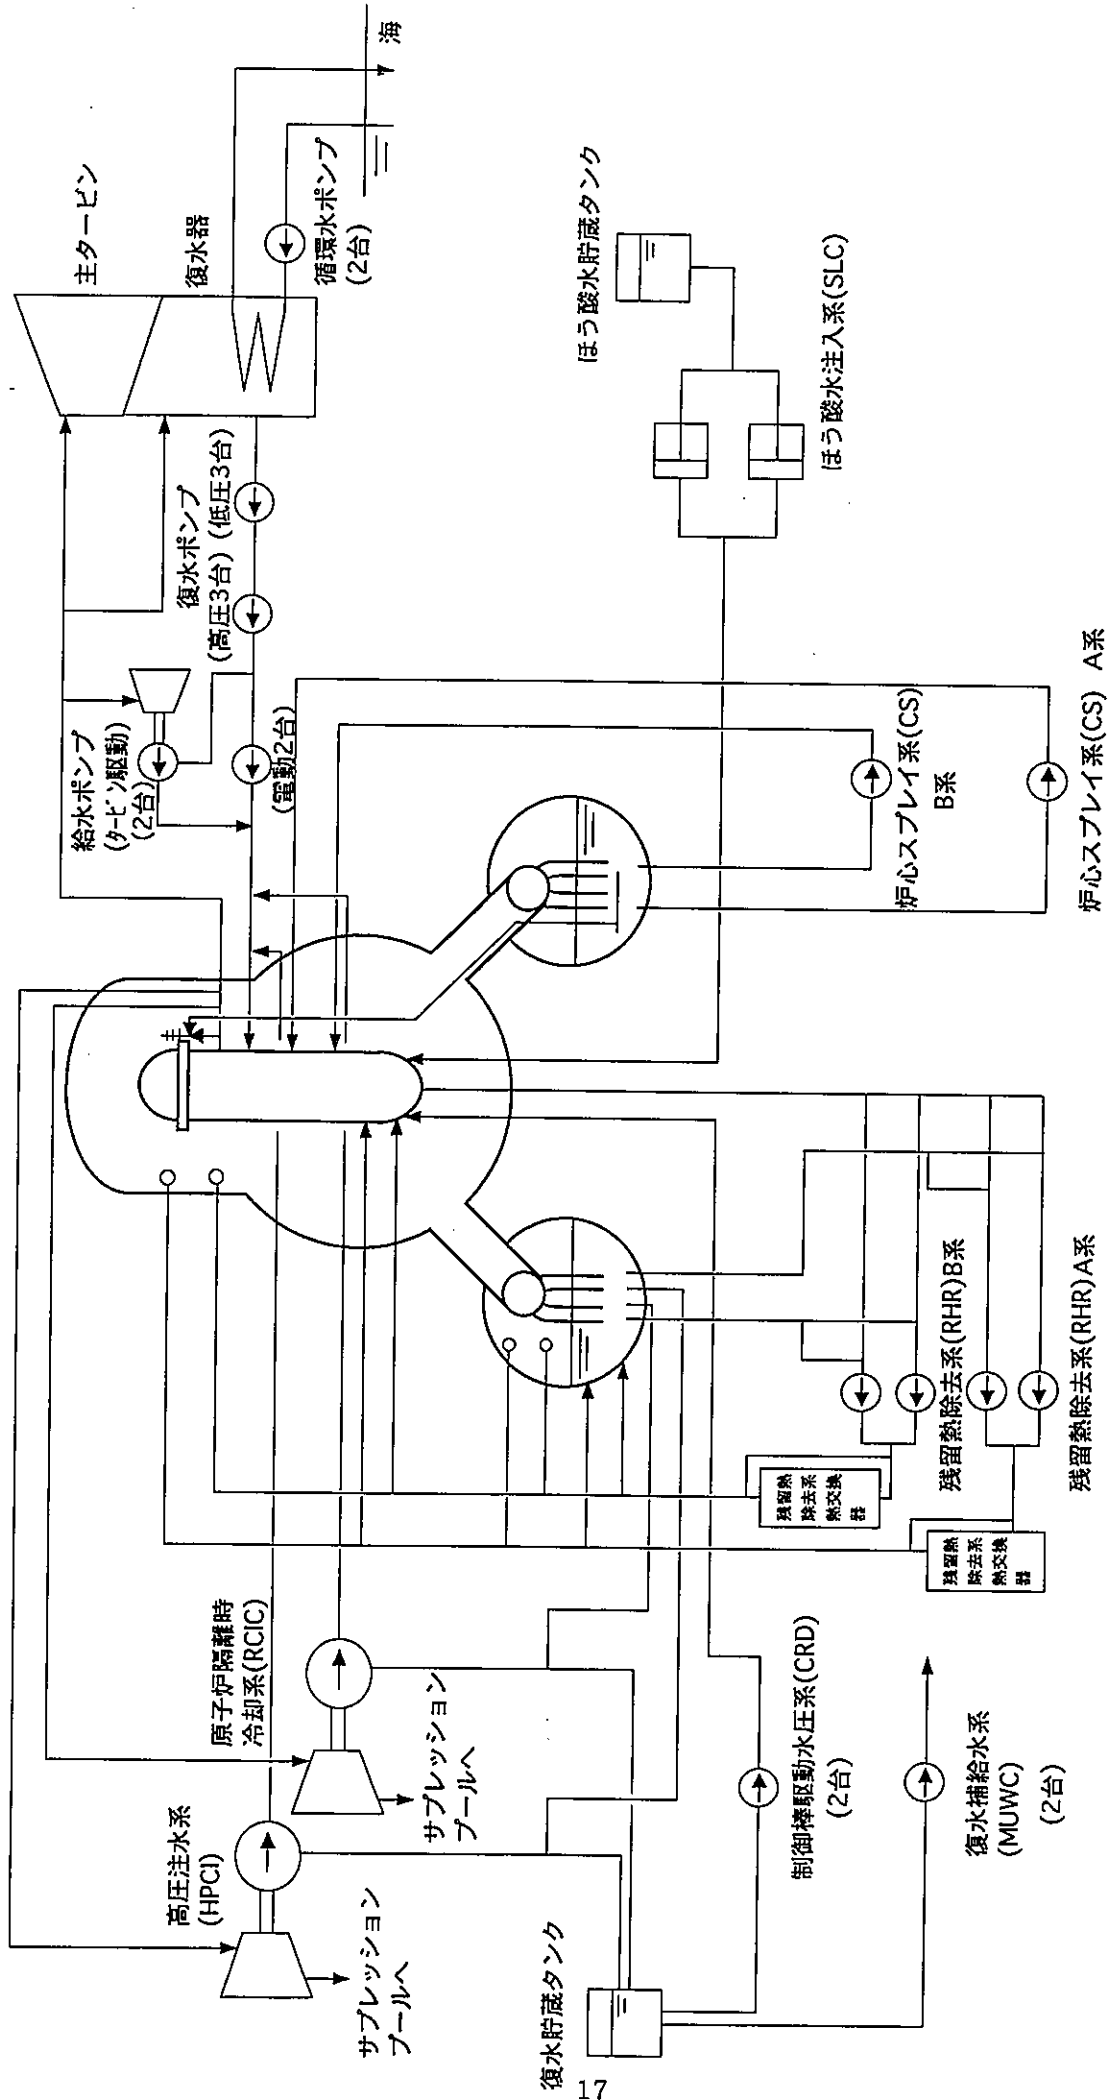 主タービン
復水器
循環水ポンプ
(2台)
海
復水ポンプ
(高圧3台)(低圧3台)
給水ポンプ
(タービン駆動)
(2台)
(電動2台)
ほう酸水貯蔵タンク
ほう酸水注入系(SLC)
炉心スプレイ系(CS)
B系
炉心スプレイ系(CS) A系
原子炉隔離時
冷却系(RCIC)
サプレッション
プールへ
高圧注水系
(HPCI)
サプレッション
プールへ
残留熱
除去系
熱交換
器
残留熱
除去系
熱交換
器
残留熱除去系(RHR)B系
残留熱除去系(RHR)A系
復水貯蔵タンク
制御棒駆動水圧系(CRD)
(2台)
復水補給水系
(MUWC)
(2台)
17